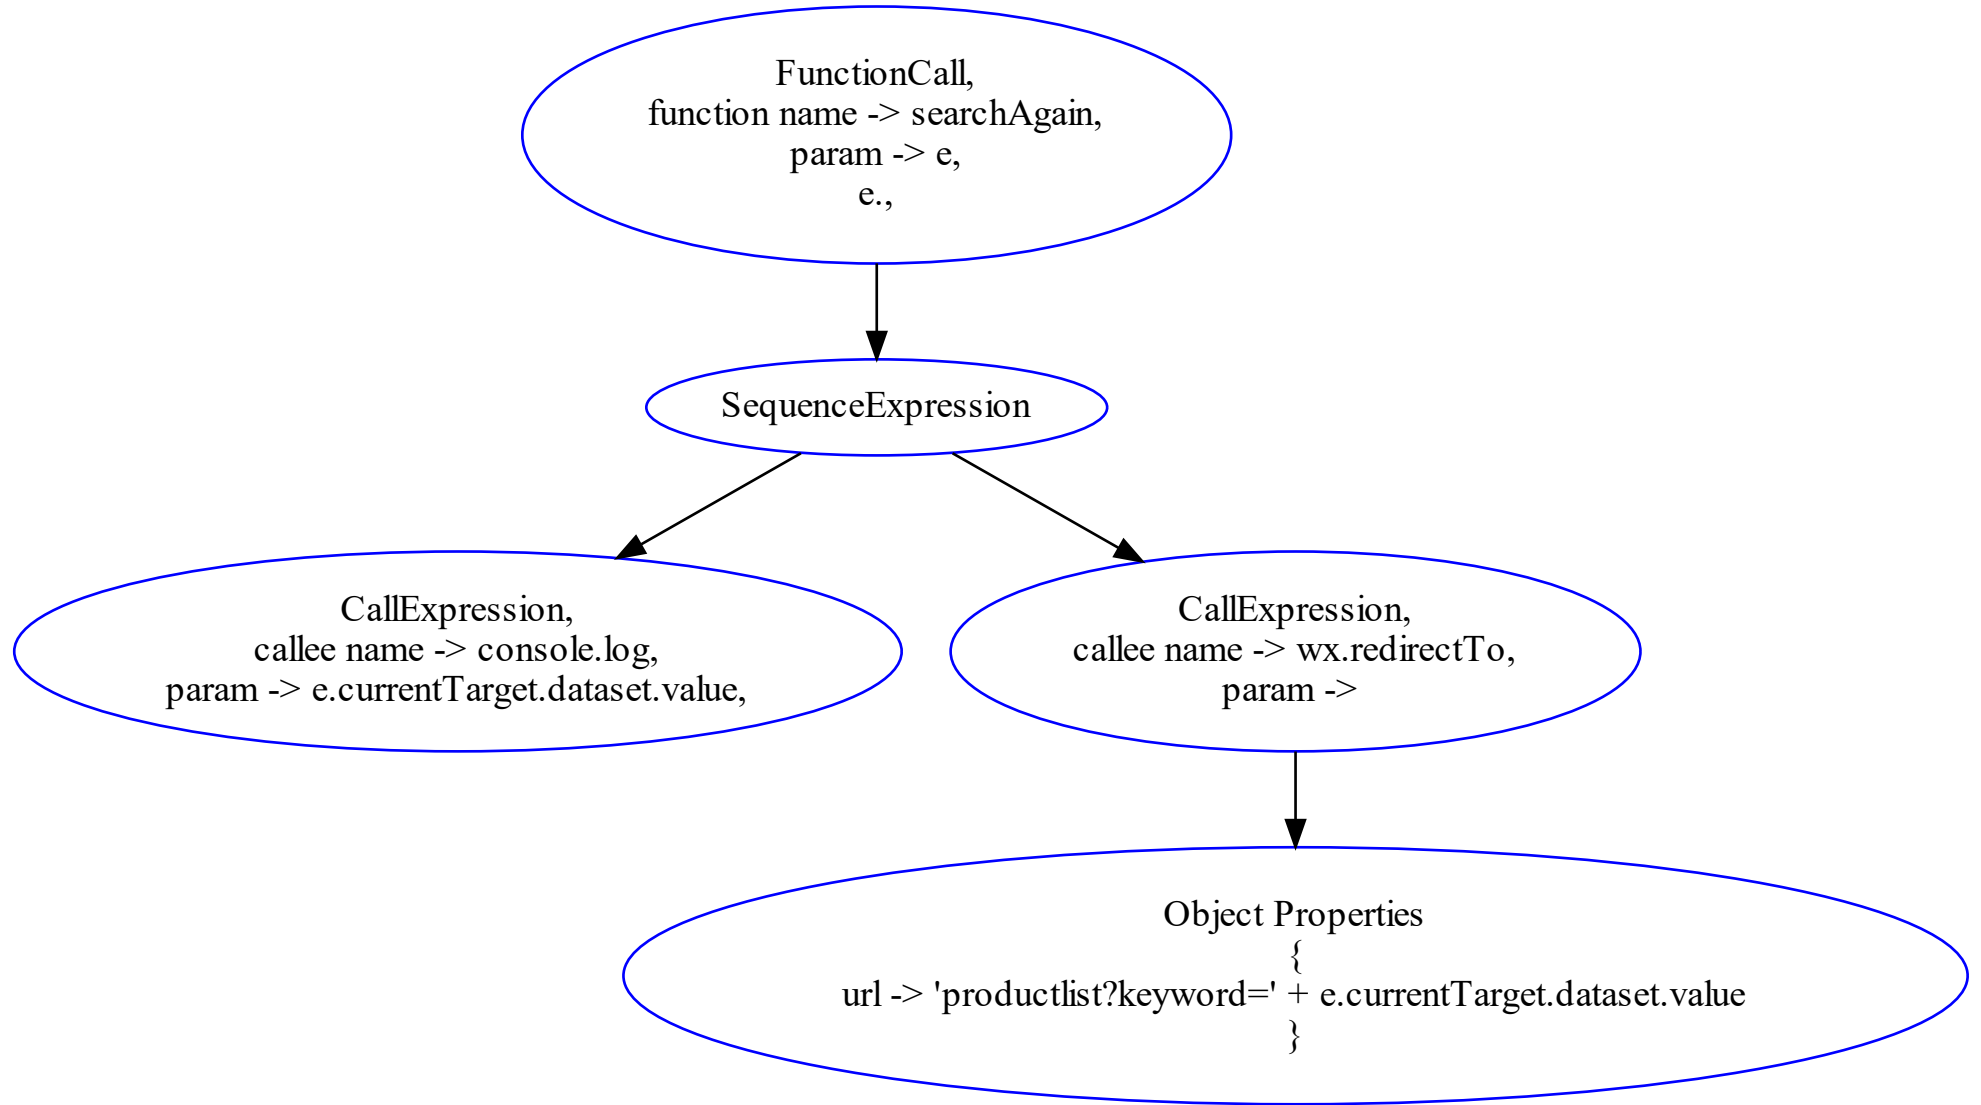 FunctionCall,
function name -> searchAgain,
param -> e,
e.,
SequenceExpression
CallExpression,
callee name -> console.log,
param -> e.currentTarget.dataset.value,
CallExpression,
callee name -> wx.redirectTo,
param ->
Object Properties
{
url -> 'productlist?keyword=' + e.currentTarget.dataset.value
}